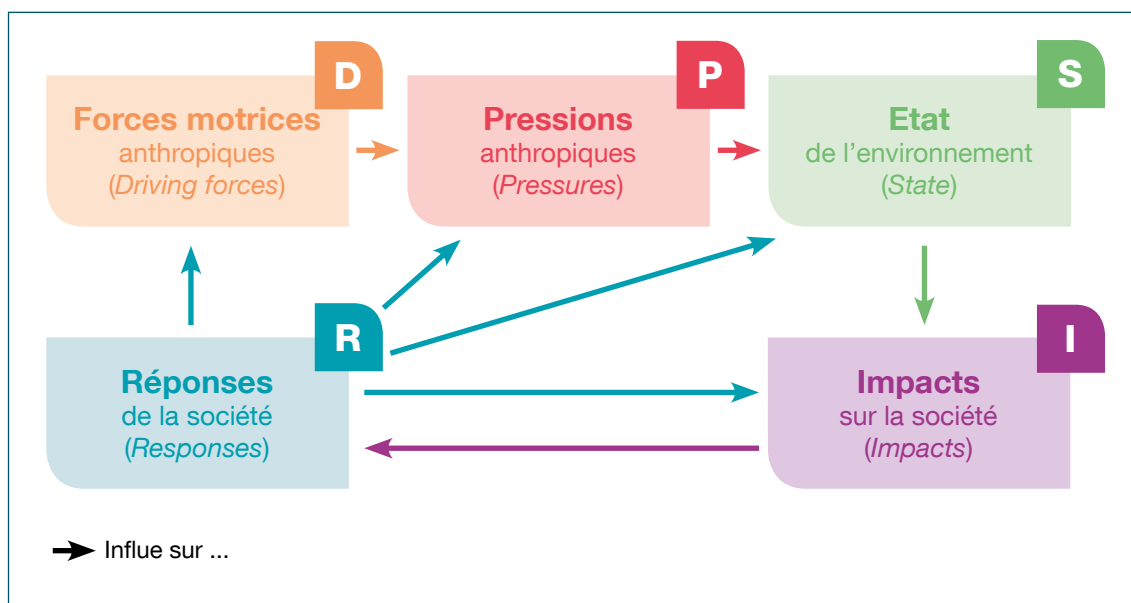 D
Forces motrices
anthropiques
(Driving forces)
P
Pressions
anthropiques
(Pressures)
S
Etat
de l'environnement
(State)
R
Réponses
de la société
(Responses)
I
Impacts
sur la société
(Impacts)
Influe sur ...